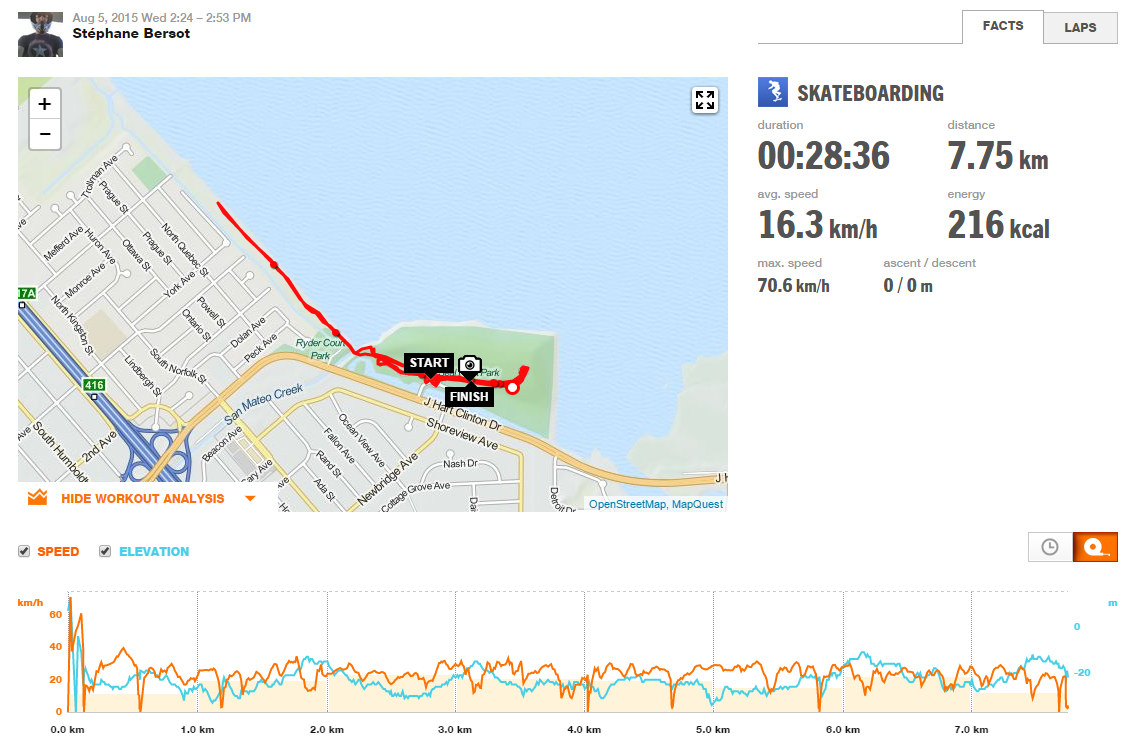 Aug 5, 2015 Wed 2:24 – 2:53 PM
Stéphane Bersot
FACTS
LAPS
SKATEBOARDING
duration
distance
00:28:36
7.75 km
avg. speed
energy
16.3 km/h
216 kcal
max. speed
ascent / descent
70.6 km/h
0 / 0 m
+
−
Trollman Ave
Prague St
Mefferd Ave
Huron Ave
Ottawa St
Prague St
North Quebec St
Monroe Ave
York Ave
17A
North Kingston St
Powell St
Ontario St
Dolan Ave
Peck Ave
Ryder Court
Park
Lindbergh St
South Norfolk St
416
San Mateo Creek
START
Park
FINISH
J Hart Clinton Dr
Shoreview Ave
South Humboldt
2nd Ave
Beacon Ave
Ocean View Ave
Fallon Ave
Rand St
Ada St
Newbridge Ave
Nash Dr
Cottage Grove Ave
Detroit Dr
HIDE WORKOUT ANALYSIS
OpenStreetMap, MapQuest
SPEED
ELEVATION
km/h
m
60
0
40
20
-20
0
0.0 km
1.0 km
2.0 km
3.0 km
4.0 km
5.0 km
6.0 km
7.0 km